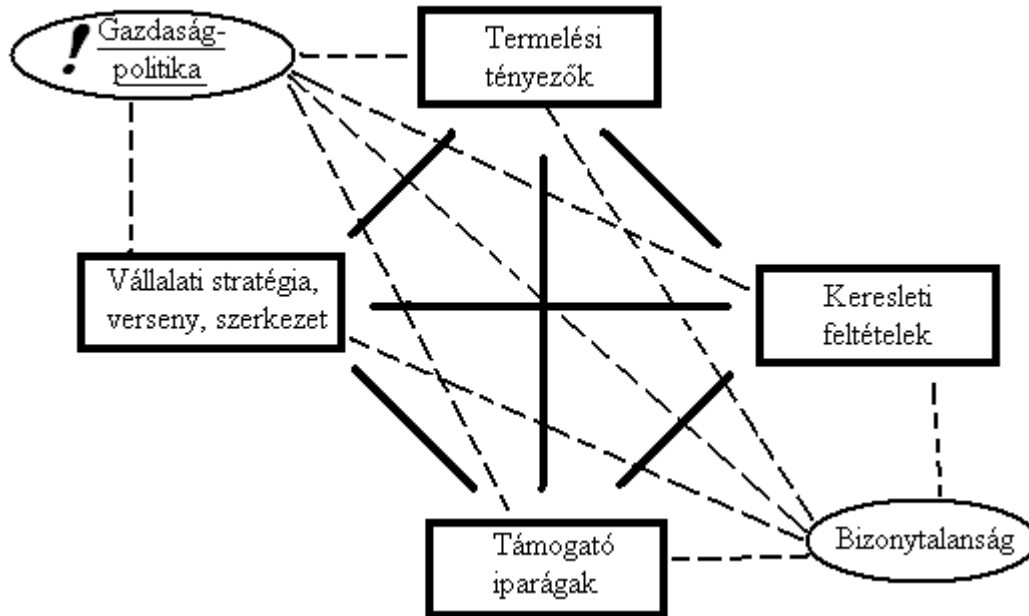 ! Gazdaság-
politika
Termelési
tényezők
Vállalati stratégia,
verseny, szerkezet
Keresleti
feltételek
Támogató
iparágak
Bizonytalanság